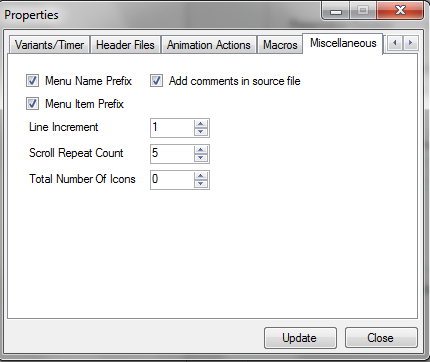 Properties
Variants/Timer Header Files Animation Actions Macros Miscellaneous
Menu Name Prefix Add comments in source file
Menu Item Prefix
Line Increment 1
Scroll Repeat Count 5
Total Number Of Icons 0
Update Close